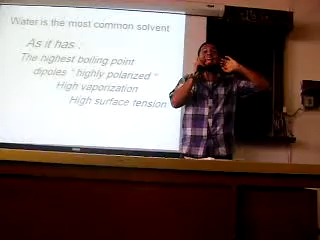 Water is the most common solvent
As it has :
The highest boiling point
dipoles " highly polarized "
High vaporization
High surface tension